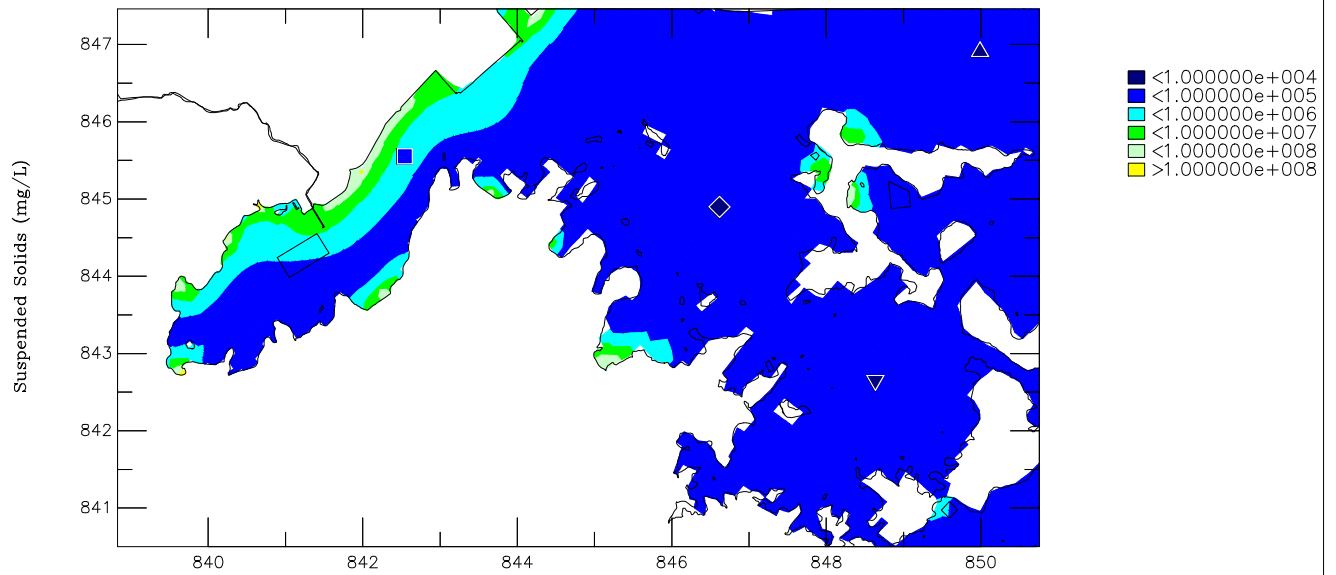 Suspended Solids (mg/L)
847
846
845
844
843
842
841
840 842 844 846 848 850
<1.000000e+004
<1.000000e+005
<1.000000e+006
<1.000000e+007
<1.000000e+008
>1.000000e+008